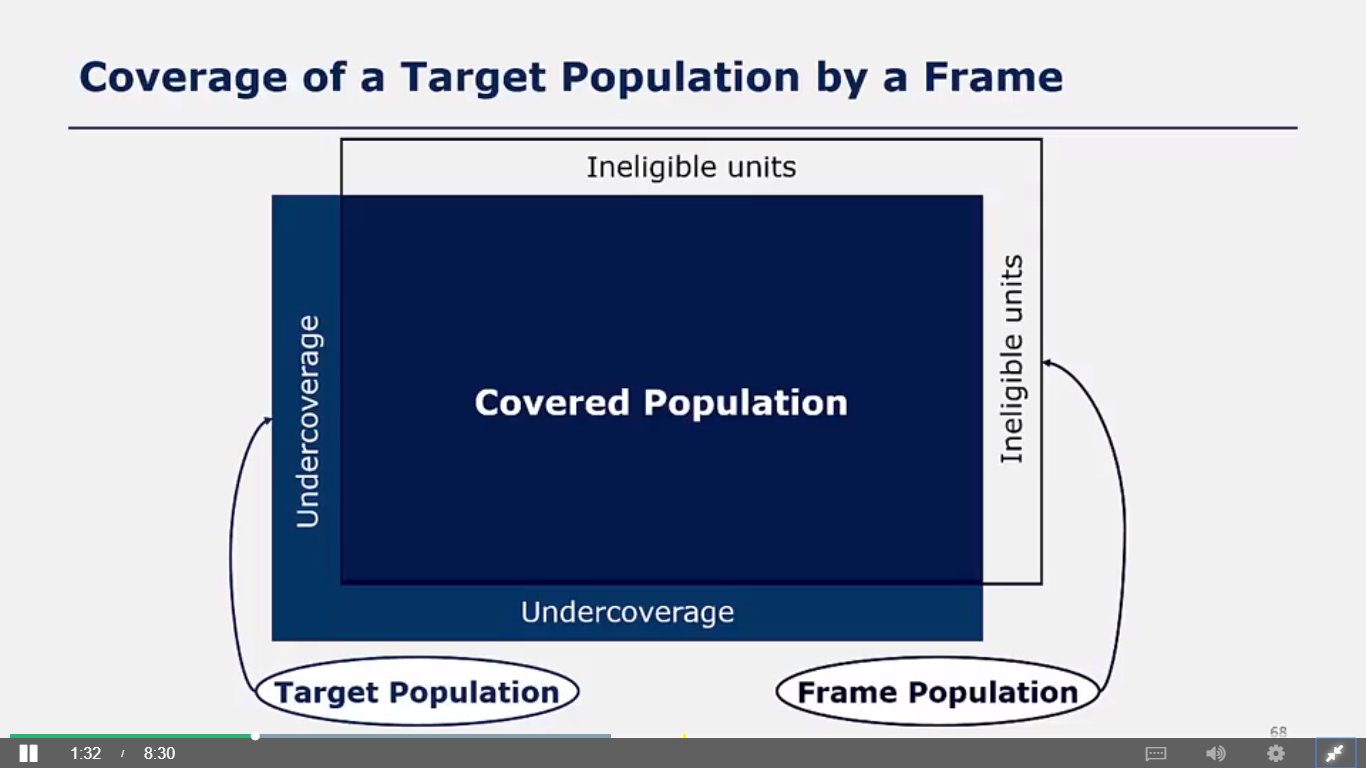 Coverage of a Target Population by a Frame
Ineligible units
Undercoverage
Covered Population
Ineligible units
Undercoverage
Target Population
Frame Population
68
1:32 / 8:30